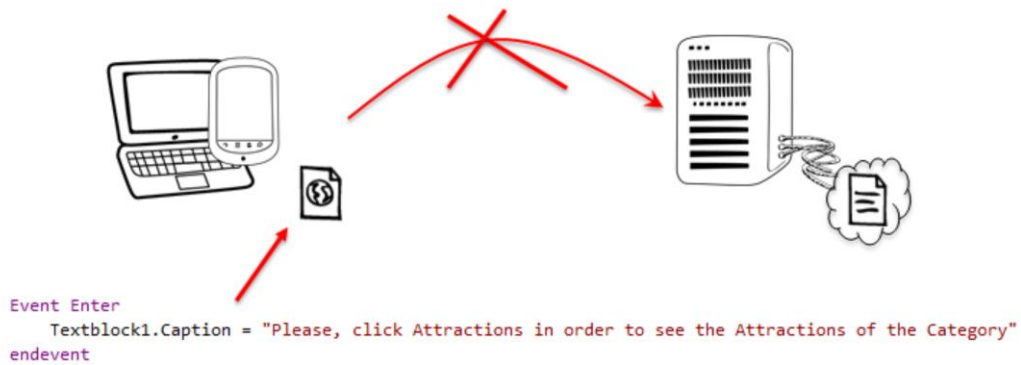 Event Enter
Textblock1.Caption = "Please, click Attractions in order to see the Attractions of the Category"
endevent